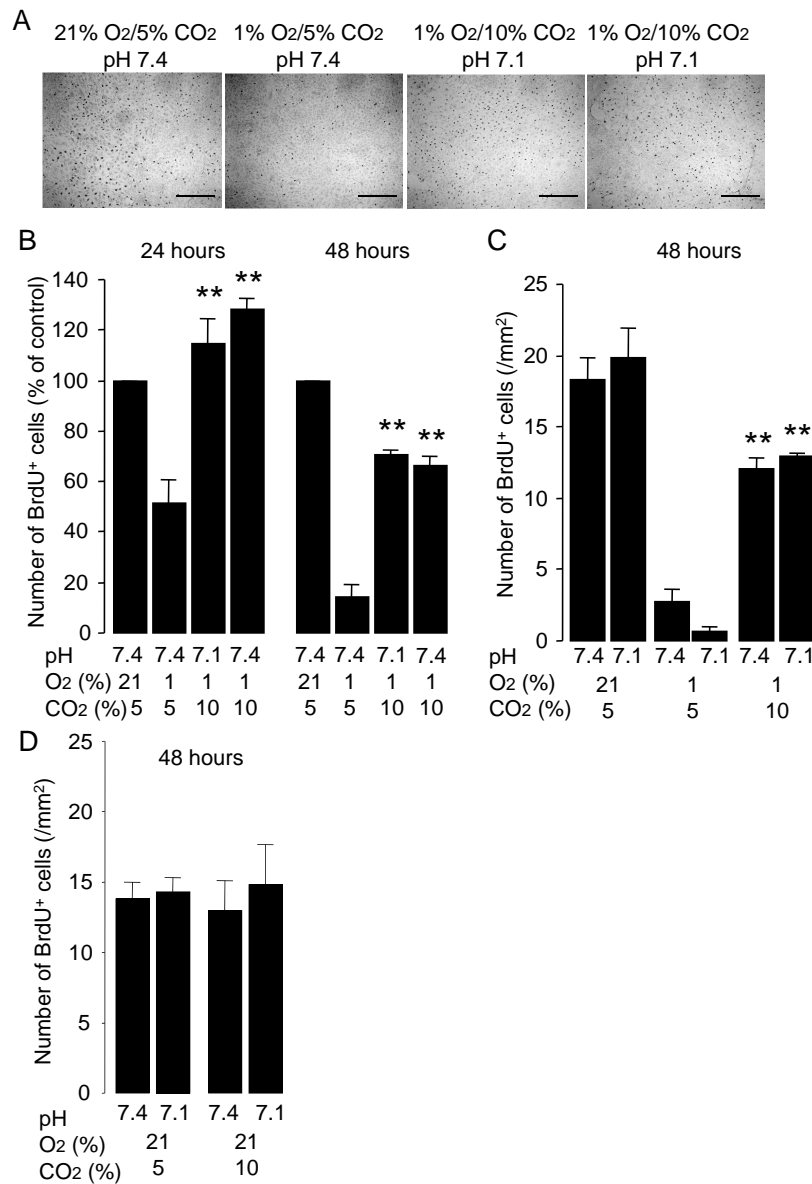 A
21% O2/5% CO2 1% O2/5% CO2 1% O2/10% CO2 1% O2/10% CO2
pH 7.4 pH 7.4 pH 7.1 pH 7.1
B
24 hours 48 hours
** ** ** **
Number of BrdU+ cells (% of control)
140
120
100
80
60
40
20
0
pH 7.4 7.4 7.1 7.4 7.4 7.4 7.1 7.4
O2 (%) 21 1 1 1 21 1 1 1
CO2 (%) 5 5 10 10 5 5 10 10
C
48 hours
** **
Number of BrdU+ cells (/mm2)
25
20
15
10
5
0
pH 7.4 7.1 7.4 7.1 7.4 7.1
O2 (%) 21 1 1
CO2 (%) 5 5 10
D
48 hours
Number of BrdU+ cells (/mm2)
25
20
15
10
5
0
pH 7.4 7.1 7.4 7.1
O2 (%) 21 21
CO2 (%) 5 10